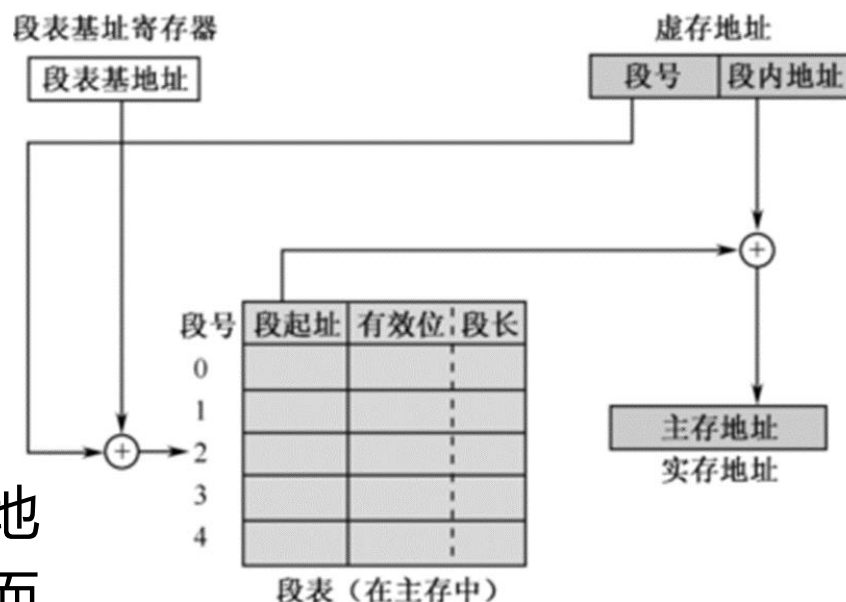 段表基址寄存器
虚存地址
段表基地址
段号 段内地址
+
段号 段起址 有效位 段长
0
1
+ 2
3
4
主存地址
实存地址
地
而
段表（在主存中）